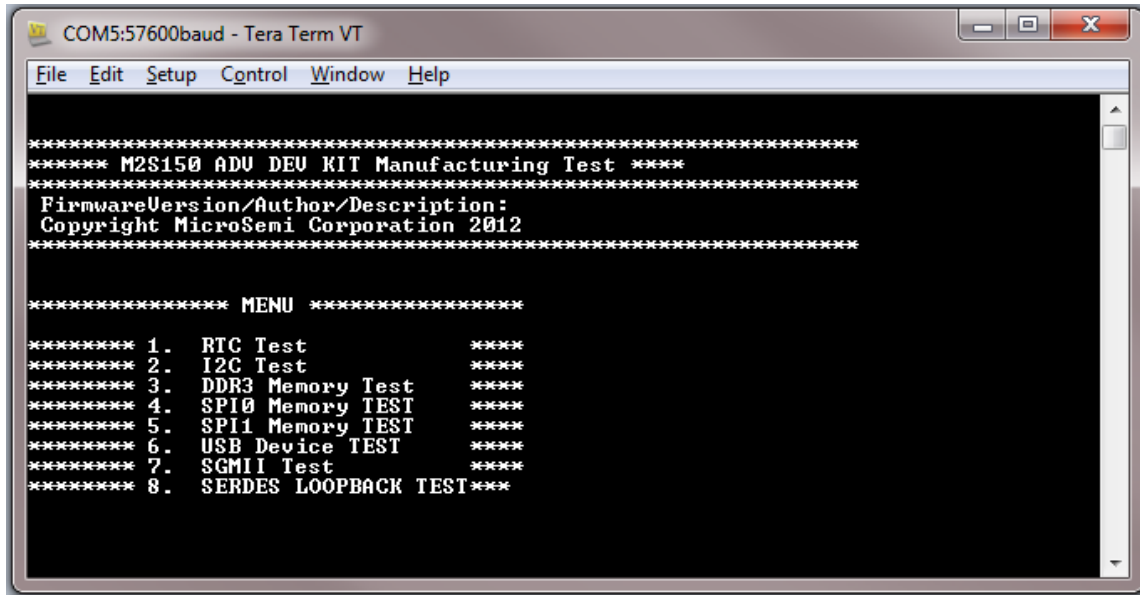 COM5:57600baud - Tera Term VT
File Edit Setup Control Window Help
**************************************************************
****** M2S150 ADV DEV KIT Manufacturing Test ****
**************************************************************
FirmwareVersion/Author/Description:
Copyright MicroSemi Corporation 2012
**************************************************************
*************** MENU ****************
******** 1. RTC Test ****
******** 2. I2C Test ****
******** 3. DDR3 Memory Test ****
******** 4. SPI0 Memory TEST ****
******** 5. SPI1 Memory TEST ****
******** 6. USB Device TEST ****
******** 7. SGMII Test ****
******** 8. SERDES LOOPBACK TEST***